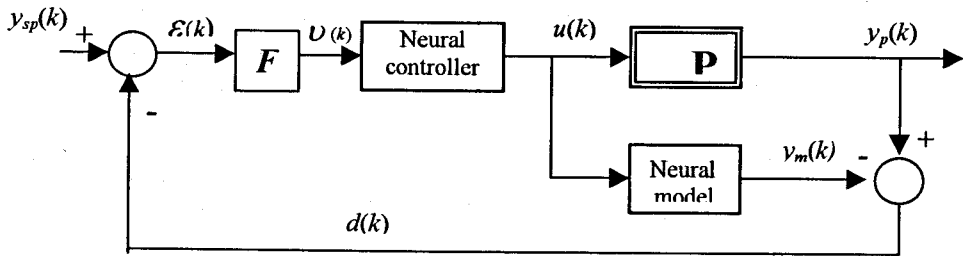 y_sp(k)
+
ε(k)
F
υ(k)
Neural
controller
u(k)
P
y_p(k)
-
Neural
model
y_m(k)
-
+
d(k)